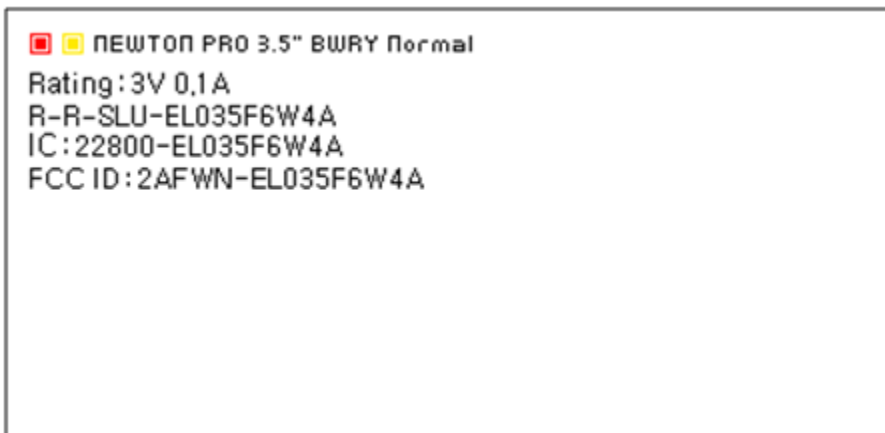 NEWTON PRO 3.5" BWRY Normal
Rating:3V 0.1A
R-R-SLU-EL035F6W4A
IC:22800-EL035F6W4A
FCC ID:2AFWN-EL035F6W4A